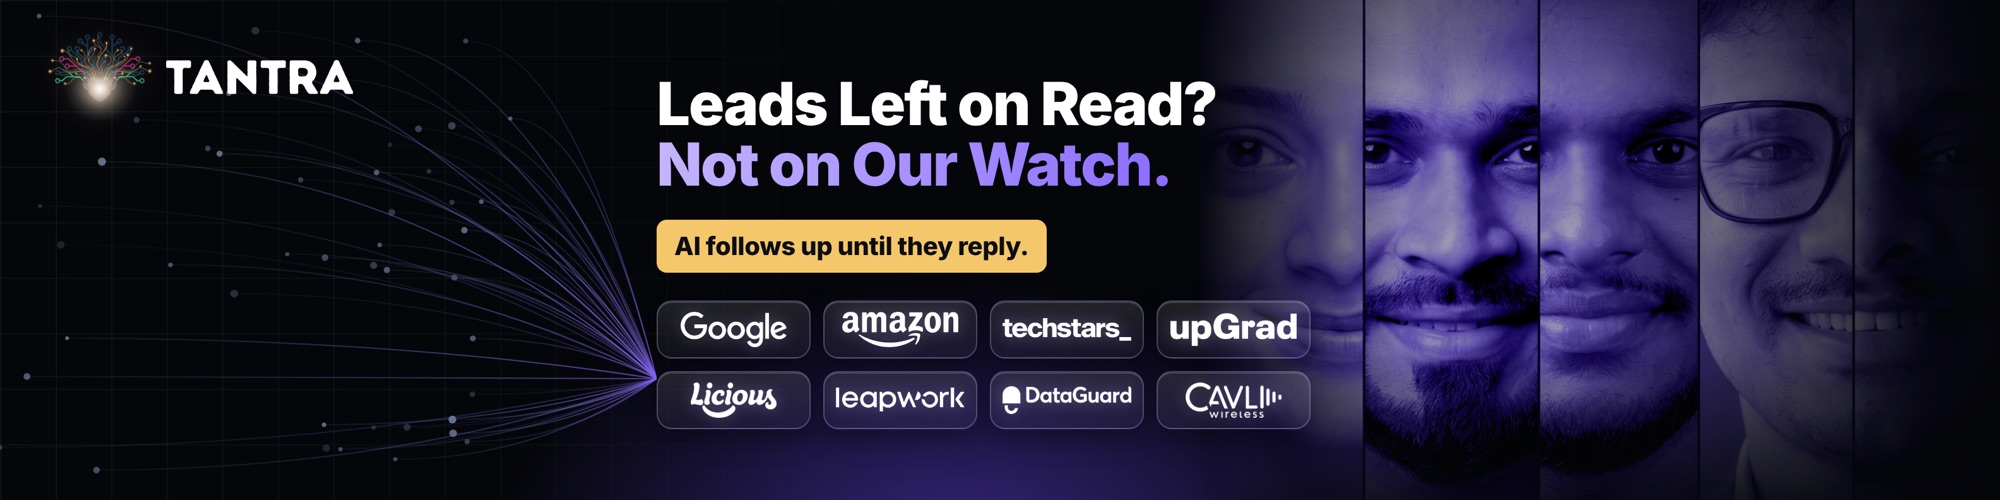 TANTRA
Leads Left on Read?
Not on Our Watch.
AI follows up until they reply.
Google
amazon
techstars_
upGrad
Licious
leapwork
DataGuard
CAVLI
wireless